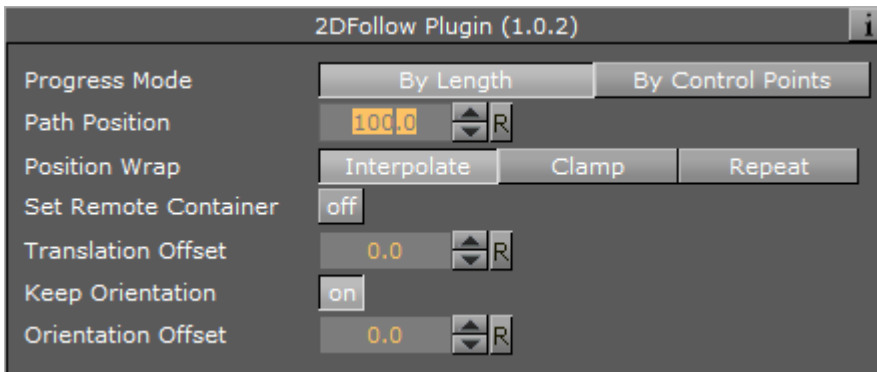 2DFollow Plugin (1.0.2) i
Progress Mode By Length By Control Points
Path Position 100.0 R
Position Wrap Interpolate Clamp Repeat
Set Remote Container off
Translation Offset 0.0 R
Keep Orientation on
Orientation Offset 0.0 R